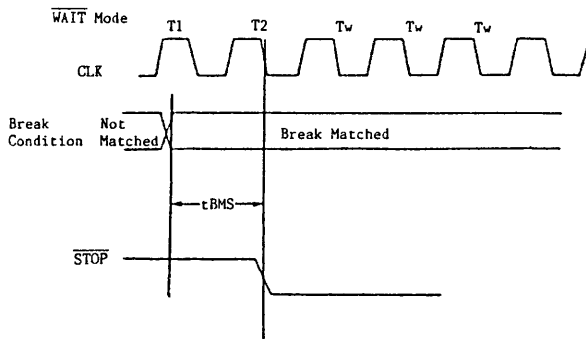 WAIT Mode
T1 T2 Tw Tw Tw
CLK
Break Condition
Not Matched
Break Matched
tBMS
STOP